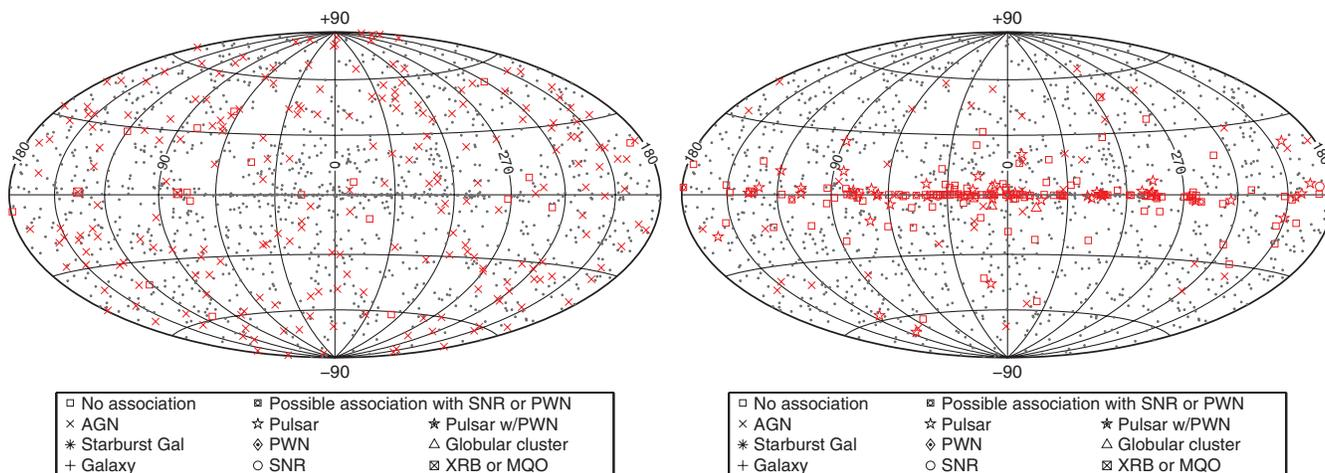 +90
+90
180
90
0
270
180
180
90
0
270
180
−90
−90
No association
Possible association with SNR or PWN
AGN
Pulsar
Pulsar w/PWN
Starburst Gal
PWN
Globular cluster
Galaxy
SNR
XRB or MQO
No association
Possible association with SNR or PWN
AGN
Pulsar
Pulsar w/PWN
Starburst Gal
PWN
Globular cluster
Galaxy
SNR
XRB or MQO